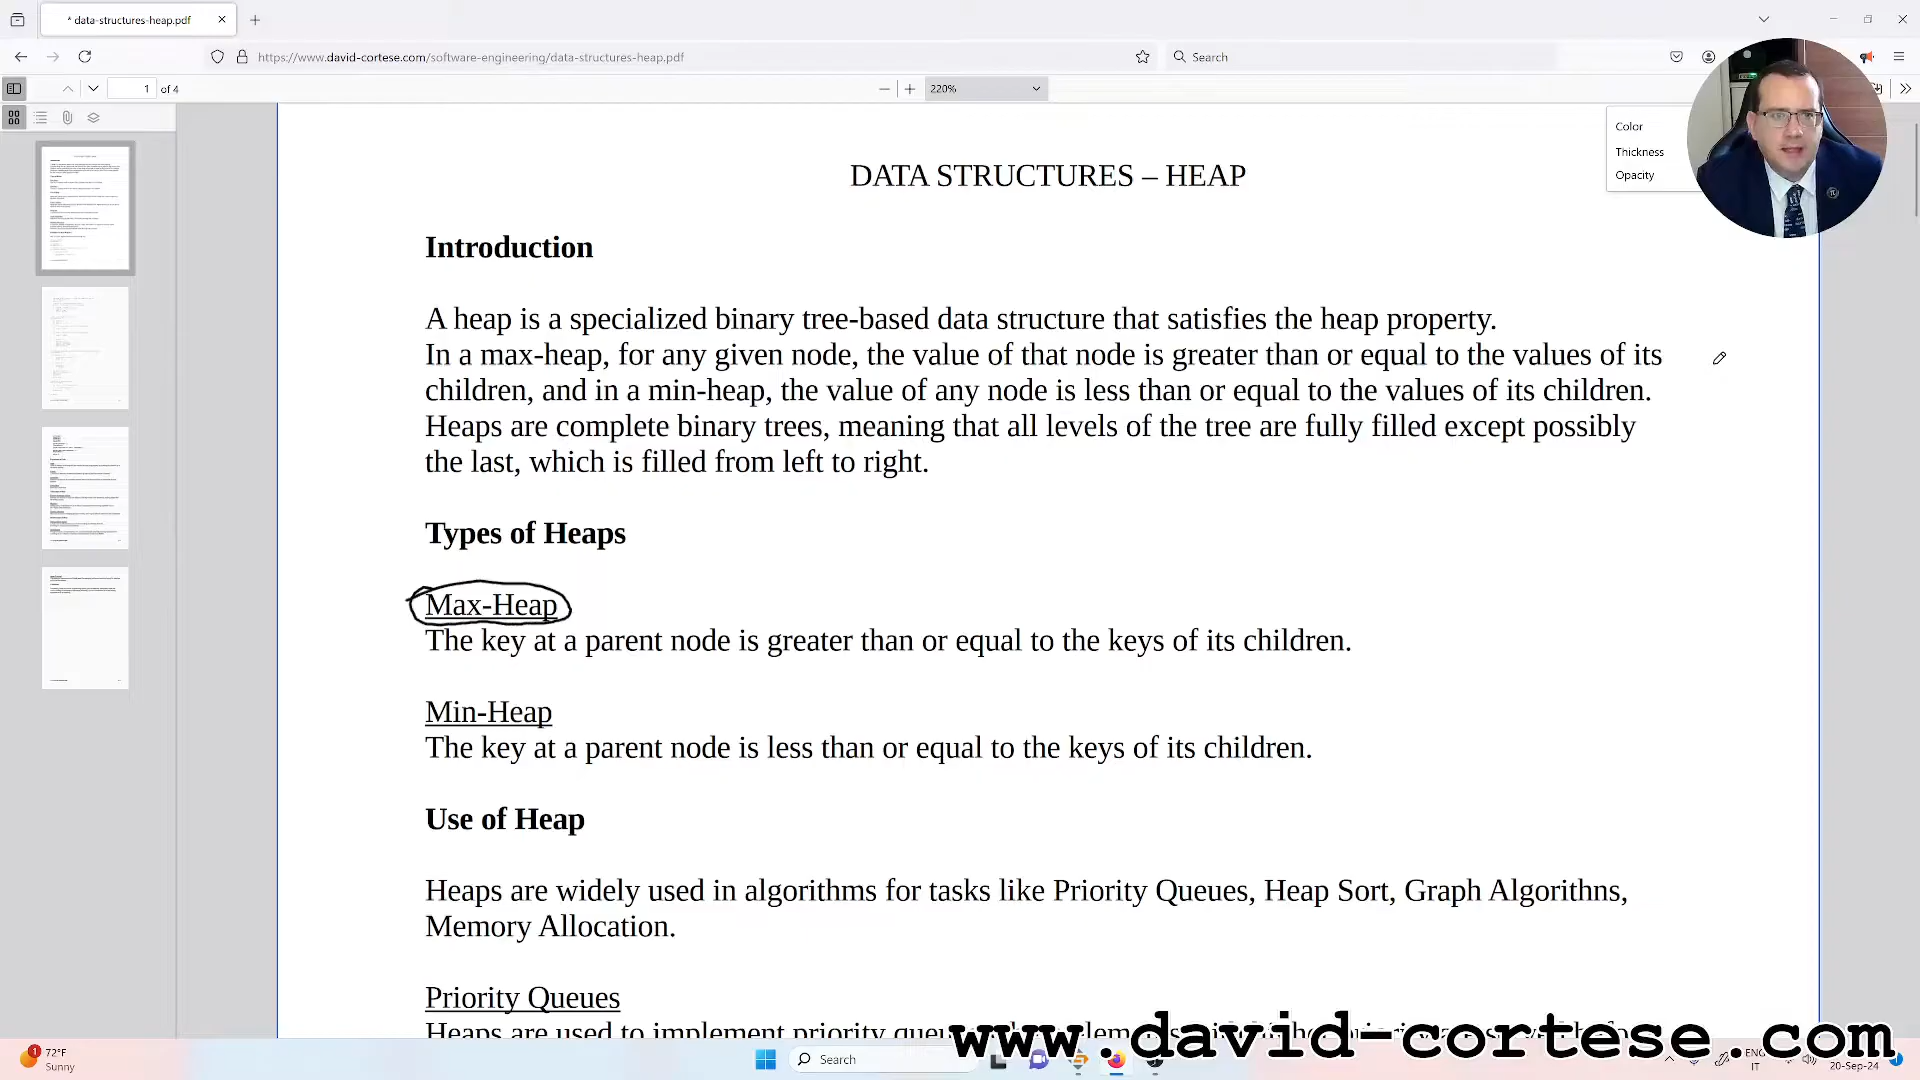 * data-structures-heap.pdf
https://www.david-cortese.com/software-engineering/data-structures-heap.pdf
Search
1 of 4
220%
Color
Thickness
Opacity
DATA STRUCTURES – HEAP
Introduction
A heap is a specialized binary tree-based data structure that satisfies the heap property.
In a max-heap, for any given node, the value of that node is greater than or equal to the values of its
children, and in a min-heap, the value of any node is less than or equal to the values of its children.
Heaps are complete binary trees, meaning that all levels of the tree are fully filled except possibly
the last, which is filled from left to right.
Types of Heaps
Max-Heap
The key at a parent node is greater than or equal to the keys of its children.
Min-Heap
The key at a parent node is less than or equal to the keys of its children.
Use of Heap
Heaps are widely used in algorithms for tasks like Priority Queues, Heap Sort, Graph Algorithns,
Memory Allocation.
Priority Queues
Heaps are used to implement priority
www.david-cortese.com
1
72°F
Sunny
Search
ENG
IT
20-Sep-24